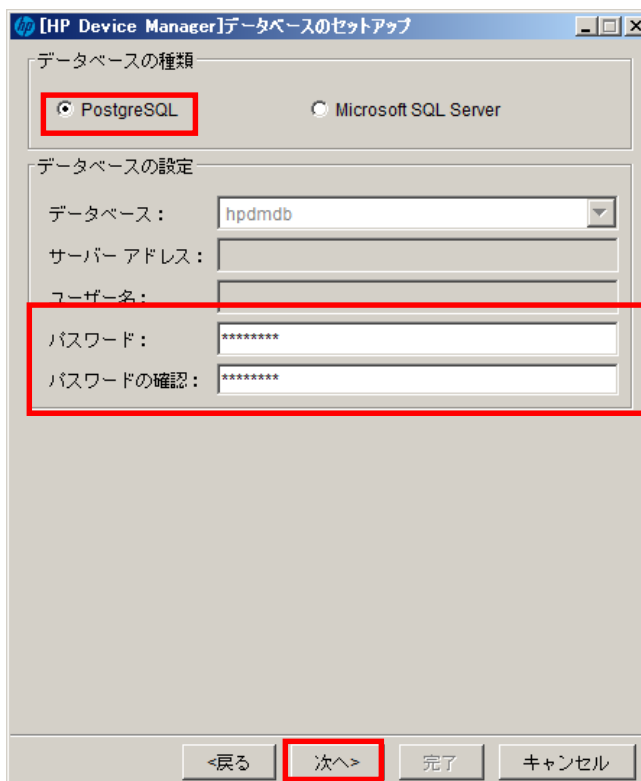 hp [HP Device Manager]データベースのセットアップ
データベースの種類
PostgreSQL Microsoft SQL Server
データベースの設定
データベース： hpdmdb
サーバー アドレス：
ユーザー名：
パスワード： ********
パスワードの確認： ********
<戻る 次へ> 完了 キャンセル